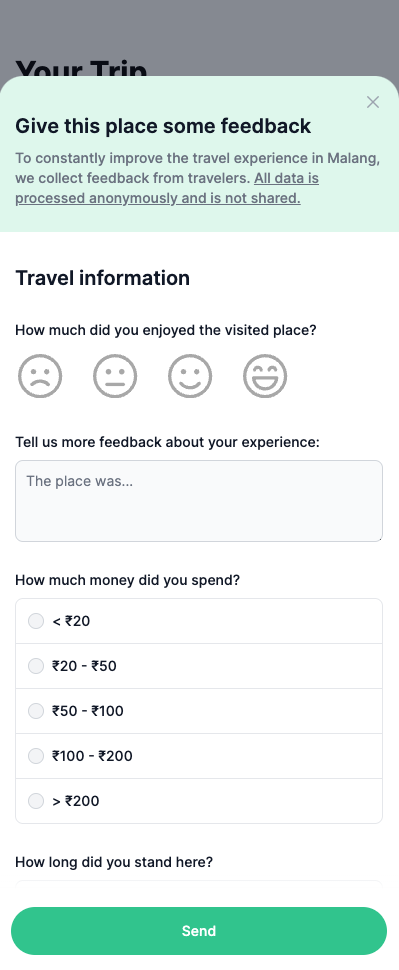 Your Trip
Give this place some feedback
To constantly improve the travel experience in Malang,
we collect feedback from travelers. All data is
processed anonymously and is not shared.
Travel information
How much did you enjoyed the visited place?
Tell us more feedback about your experience:
The place was...
How much money did you spend?
< ₹20
₹20 - ₹50
₹50 - ₹100
₹100 - ₹200
> ₹200
How long did you stand here?
Send